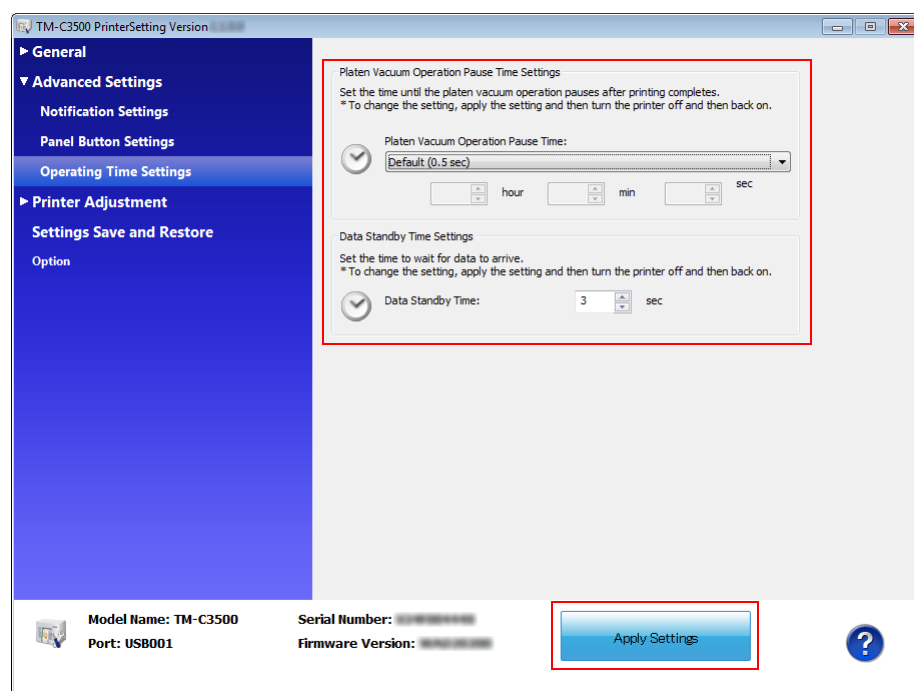 TM-C3500 PrinterSetting Version
General
Advanced Settings
Notification Settings
Panel Button Settings
Operating Time Settings
Printer Adjustment
Settings Save and Restore
Option
Platen Vacuum Operation Pause Time Settings
Set the time until the platen vacuum operation pauses after printing completes.
* To change the setting, apply the setting and then turn the printer off and then back on.
Platen Vacuum Operation Pause Time:
Default (0.5 sec)
hour min sec
Data Standby Time Settings
Set the time to wait for data to arrive.
* To change the setting, apply the setting and then turn the printer off and then back on.
Data Standby Time: 3 sec
Model Name: TM-C3500 Serial Number:
Port: USB001 Firmware Version:
Apply Settings
?